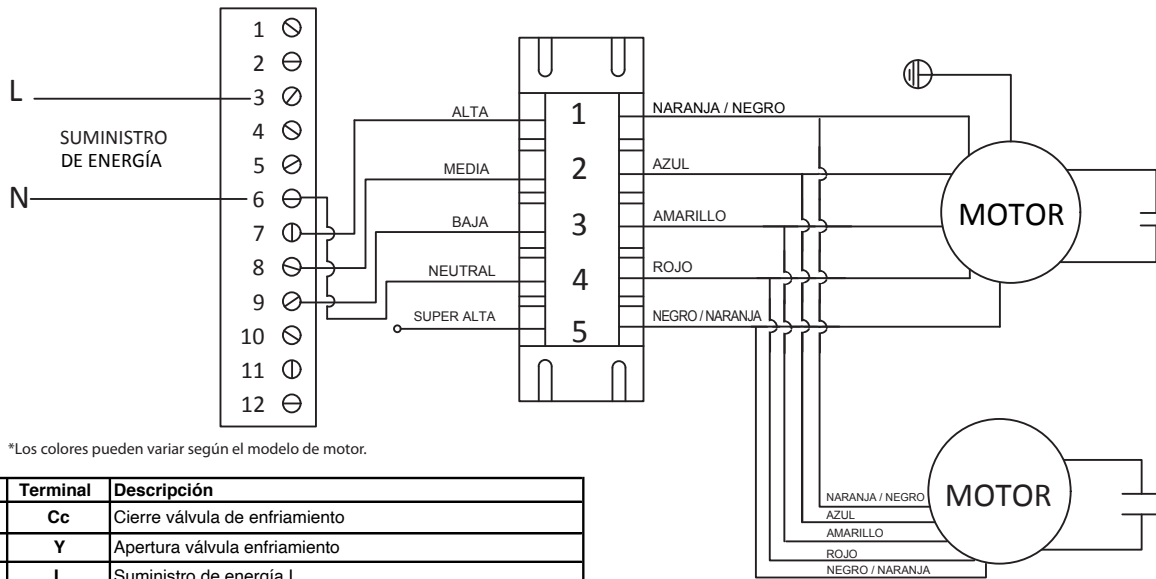 1
2
L
3
SUMINISTRO
DE ENERGÍA
4
5
N
6
7
8
9
10
11
12
ALTA
MEDIA
BAJA
NEUTRAL
SUPER ALTA
1
2
3
4
5
NARANJA / NEGRO
AZUL
AMARILLO
ROJO
NEGRO / NARANJA
MOTOR
NARANJA / NEGRO
AZUL
AMARILLO
ROJO
NEGRO / NARANJA
MOTOR
*Los colores pueden variar según el modelo de motor.
Terminal Descripción
Cc Cierre válvula de enfriamiento
Y Apertura válvula enfriamiento
L Suministro de energía L